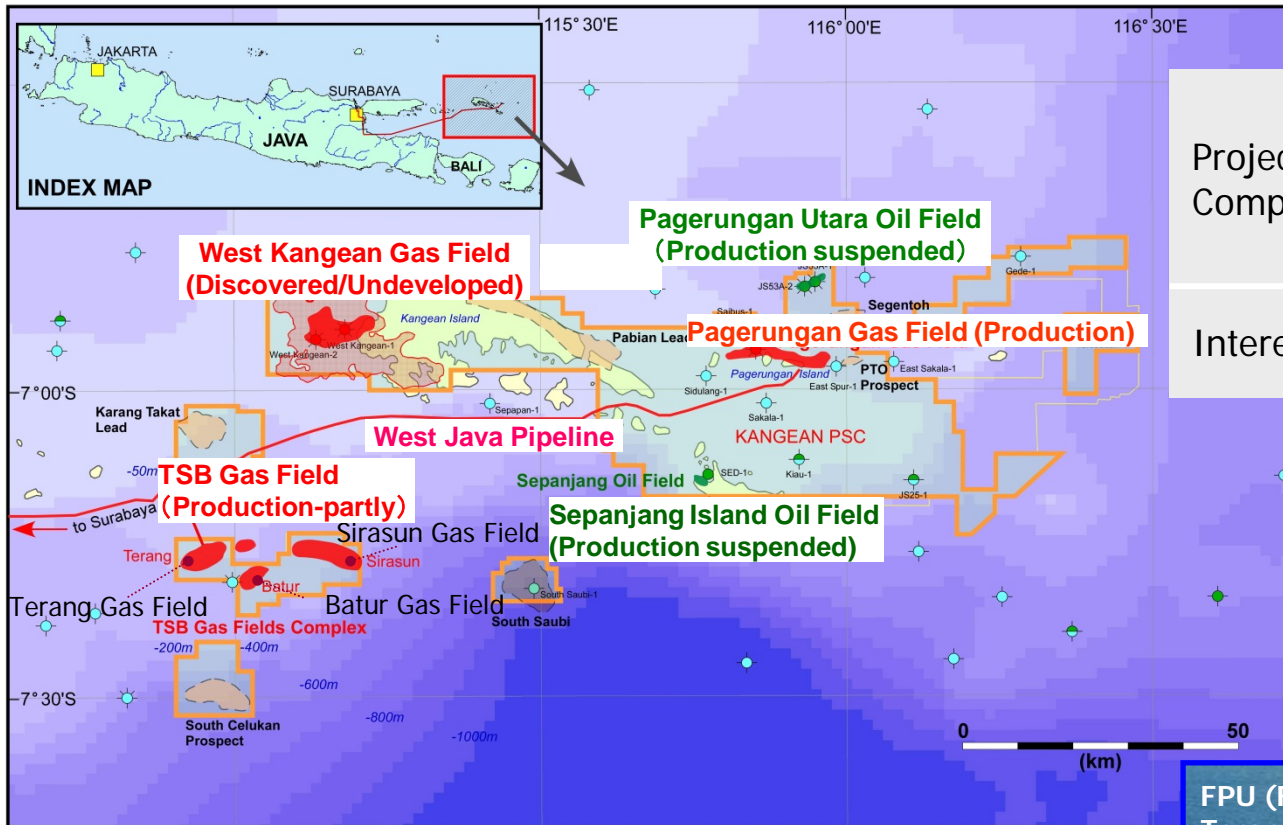 115° 30'E
116° 00'E
116° 30'E
JAKARTA
SURABAYA
JAVA
BALI
INDEX MAP
Projec
Comp
Intere
Pagerungan Utara Oil Field
（Production suspended）
West Kangean Gas Field
(Discovered/Undeveloped)
JS53A-1
JS53A-2
Gede-1
Segentoh
Kangean Island
Saibus-1
Pabian Lead
Pagerungan Gas Field (Production)
West Kangean-1
West Kangean-2
Pagerungan Island
PTO
Prospect
East Sakala-1
East Spur-1
Sidulang-1
7° 00'S
Sepapan-1
Sakala-1
Karang Takat
Lead
West Java Pipeline
KANGEAN PSC
-50m
TSB Gas Field
（Production-partly）
Sepanjang Oil Field
SED-1
Kiau-1
JS25-1
to Surabaya
Sepanjang Island Oil Field
(Production suspended)
Sirasun Gas Field
Terang
Sirasun
Batur
Terang Gas Field
Batur Gas Field
South Saubi-1
South Saubi
TSB Gas Fields Complex
-200m
-400m
-600m
-800m
-1000m
7° 30'S
South Celukan
Prospect
0
50
(km)
FPU (F